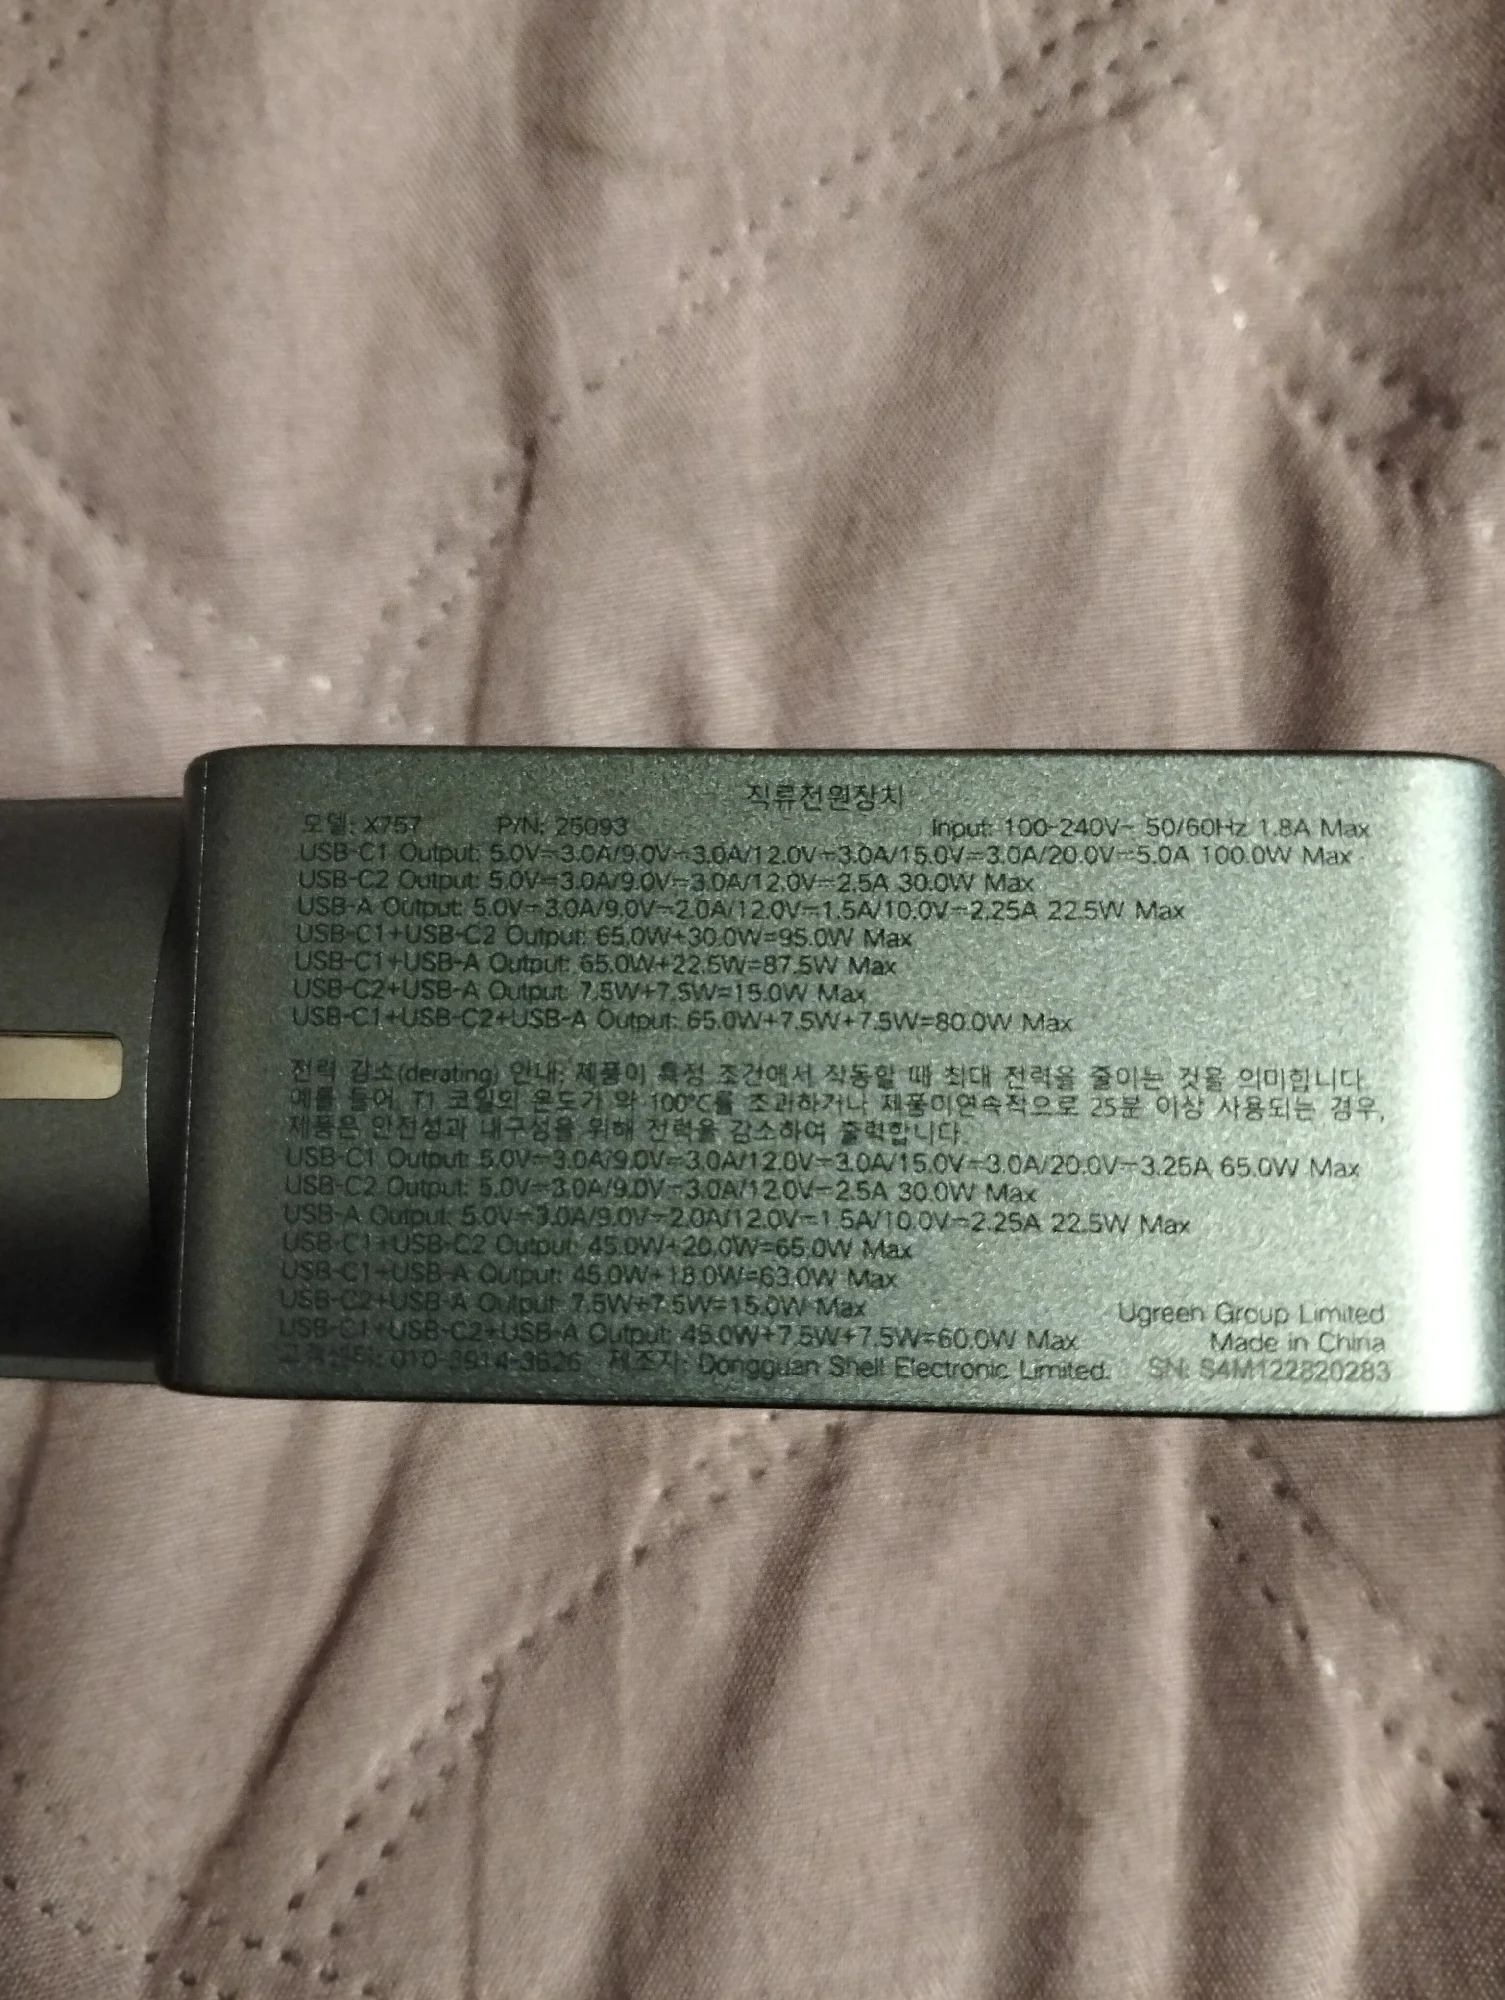 직류전원장치
모델: X757 P/N: 25093 Input: 100-240V~ 50/60Hz 1.8A Max
USB-C1 Output: 5.0V⎓3.0A/9.0V⎓3.0A/12.0V⎓3.0A/15.0V⎓3.0A/20.0V⎓5.0A 100.0W Max
USB-C2 Output: 5.0V⎓3.0A/9.0V⎓3.0A/12.0V⎓2.5A 30.0W Max
USB-A Output: 5.0V⎓3.0A/9.0V⎓2.0A/12.0V⎓1.5A/10.0V⎓2.25A 22.5W Max
USB-C1+USB-C2 Output: 65.0W+30.0W=95.0W Max
USB-C1+USB-A Output: 65.0W+22.5W=87.5W Max
USB-C2+USB-A Output: 7.5W+7.5W=15.0W Max
USB-C1+USB-C2+USB-A Output: 65.0W+7.5W+7.5W=80.0W Max
전력 감소(derating) 안내: 제품이 특정 조건에서 작동할 때 최대 전력을 줄이는 것을 의미합니다.
예를 들어 T1 코일의 온도가 약 100℃를 초과하거나 제품이연속적으로 25분 이상 사용되는 경우,
제품은 안전성과 내구성을 위해 전력을 감소하여 출력합니다.
USB-C1 Output: 5.0V⎓3.0A/9.0V⎓3.0A/12.0V⎓3.0A/15.0V⎓3.0A/20.0V⎓3.25A 65.0W Max
USB-C2 Output: 5.0V⎓3.0A/9.0V⎓3.0A/12.0V⎓2.5A 30.0W Max
USB-A Output: 5.0V⎓3.0A/9.0V⎓2.0A/12.0V⎓1.5A/10.0V⎓2.25A 22.5W Max
USB-C1+USB-C2 Output: 45.0W+20.0W=65.0W Max
USB-C1+USB-A Output: 45.0W+18.0W=63.0W Max
USB-C2+USB-A Output: 7.5W+7.5W=15.0W Max
Ugreen Group Limited
USB-C1+USB-C2+USB-A Output: 45.0W+7.5W+7.5W=60.0W Max
Made in China
010-3914-3626 제조자: Dongguan Shell Electronic Limited. SN: S4M122820283